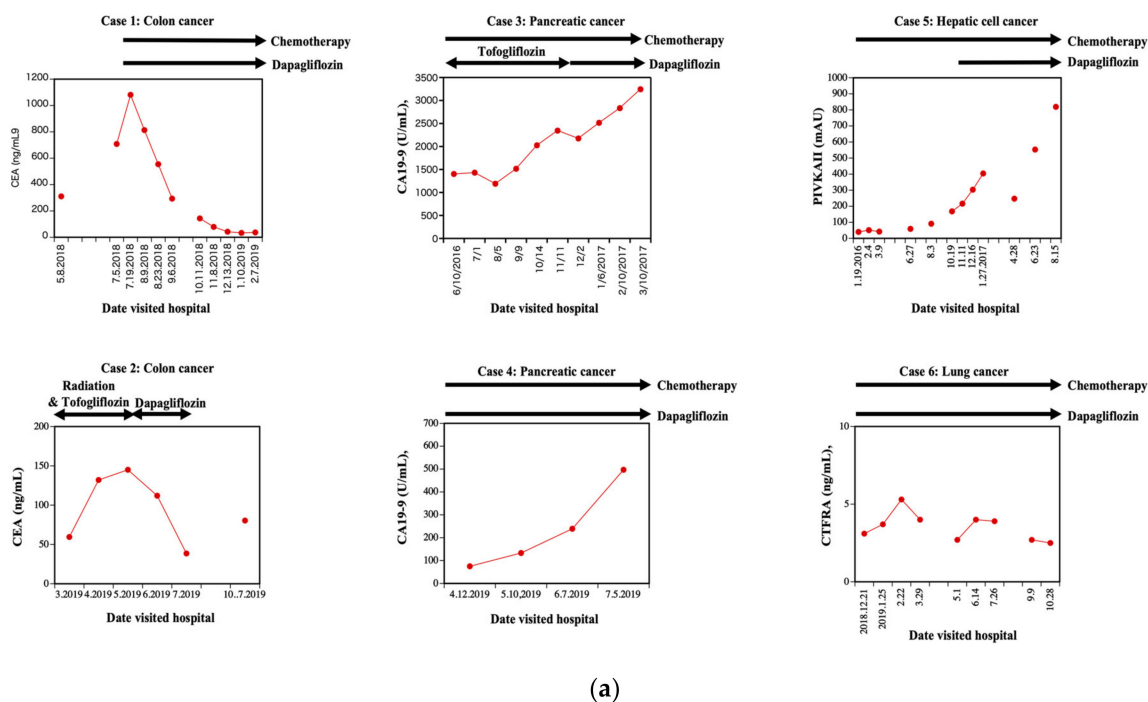 Case 1: Colon cancer
Chemotherapy
Dapagliflozin
1200
1000
800
600
400
200
0
CEA (ng/mL9
5.8.2018
7.5.2018
7.19.2018
8.9.2018
8.23.2018
9.6.2018
10.11.2018
11.8.2018
12.13.2018
1.10.2019
2.7.2019
Date visited hospital
Case 3: Pancreatic cancer
Chemotherapy
Tofogliflozin
Dapagliflozin
3500
3000
2500
2000
1500
1000
500
0
CA19-9 (U/mL),
6/10/2016
7/1
8/5
9/9
10/14
11/11
12/2
1/6/2017
2/10/2017
3/10/2017
Date visited hospital
Case 5: Hepatic cell cancer
Chemotherapy
Dapagliflozin
1000
900
800
700
600
500
400
300
200
100
0
PIVKAII (mAU)
1.19.2016
2.4
3.9
6.27
8.3
10.19
11.11
12.16
1.27.2017
4.28
6.23
8.15
Date visited hospital
Case 2: Colon cancer
Radiation
& Tofogliflozin
Dapagliflozin
200
150
100
50
0
CEA (ng/mL)
3.2019
4.2019
5.2019
6.2019
7.2019
10..7.2019
Date visited hospital
Case 4: Pancreatic cancer
Chemotherapy
Dapagliflozin
700
600
500
400
300
200
100
0
CA19-9 (U/mL)
4.12.2019
5.10.2019
6.7.2019
7.5.2019
Date visited hospital
Case 6: Lung cancer
Chemotherapy
Dapagliflozin
10
5
0
CTFRA (ng/mL),
2018.12.21
2019.1.25
2.22
3.29
5.1
6.14
7.26
9.9
10.28
Date visited hospital
(a)